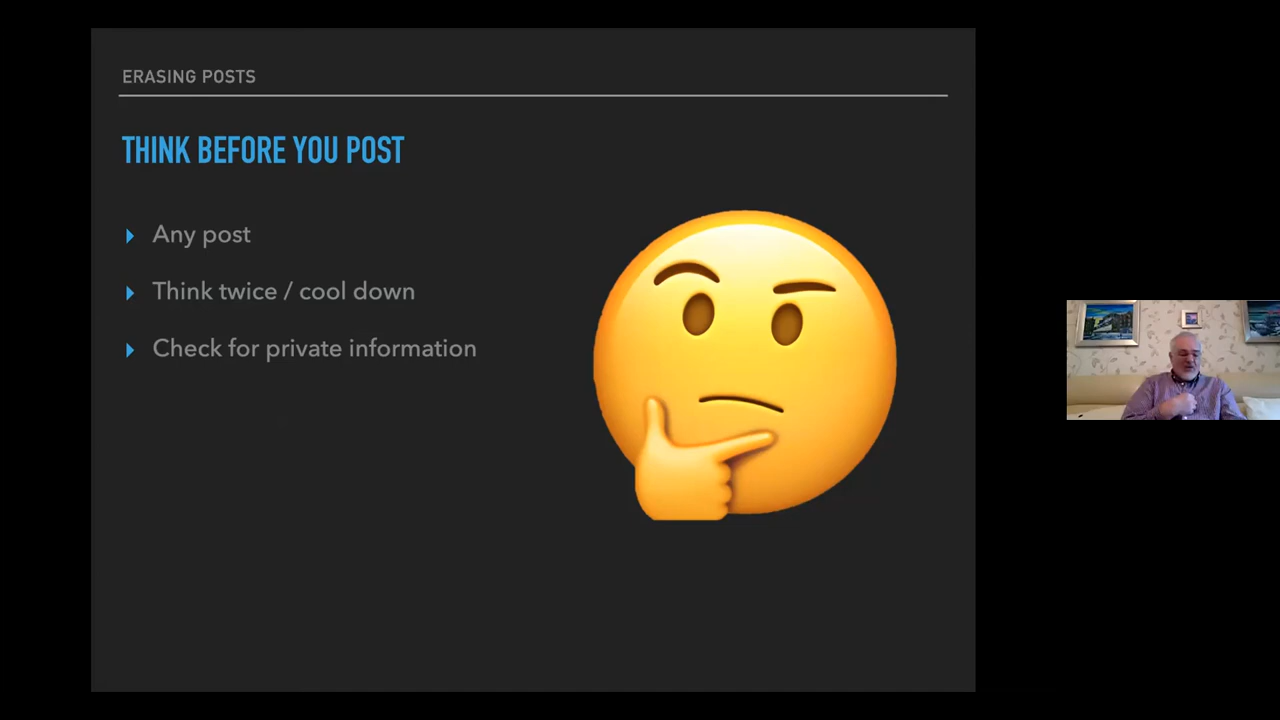 ERASING POSTS
THINK BEFORE YOU POST
Any post
Think twice / cool down
Check for private information